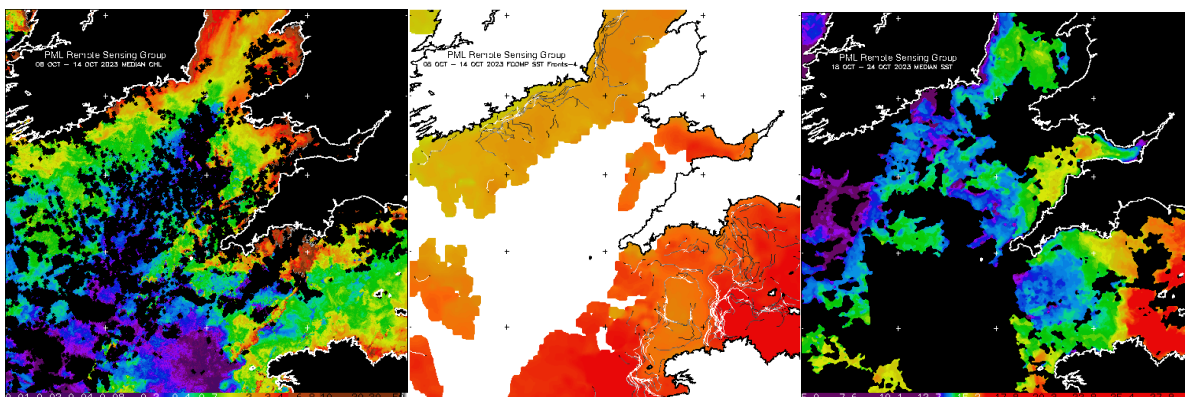 PML Remote Sensing Group
08 OCT – 14 OCT 2023 MEDIAN CHL
PML Remote Sensing Group
08 OCT – 14 OCT 2023 FCOMP SST Fronts-4
PML Remote Sensing Group
18 OCT – 24 OCT 2023 MEDIAN SST